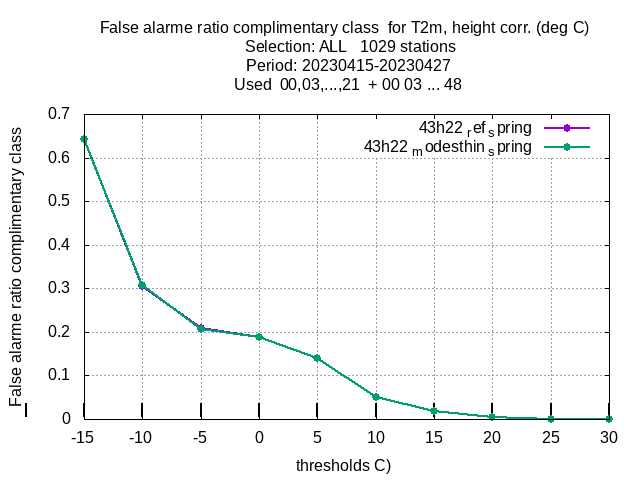 False alarme ratio complimentary class  for T2m, height corr. (deg C)
Selection: ALL   1029 stations
Period: 20230415-20230427
Used  00,03,...,21  + 00 03 ... 48
False alarme ratio complimentary class
0.7
0.6
0.5
0.4
0.3
0.2
0.1
0
43h22 ref spring
43h22 modesthin spring
-15 -10 -5 0 5 10 15 20 25 30
thresholds C)